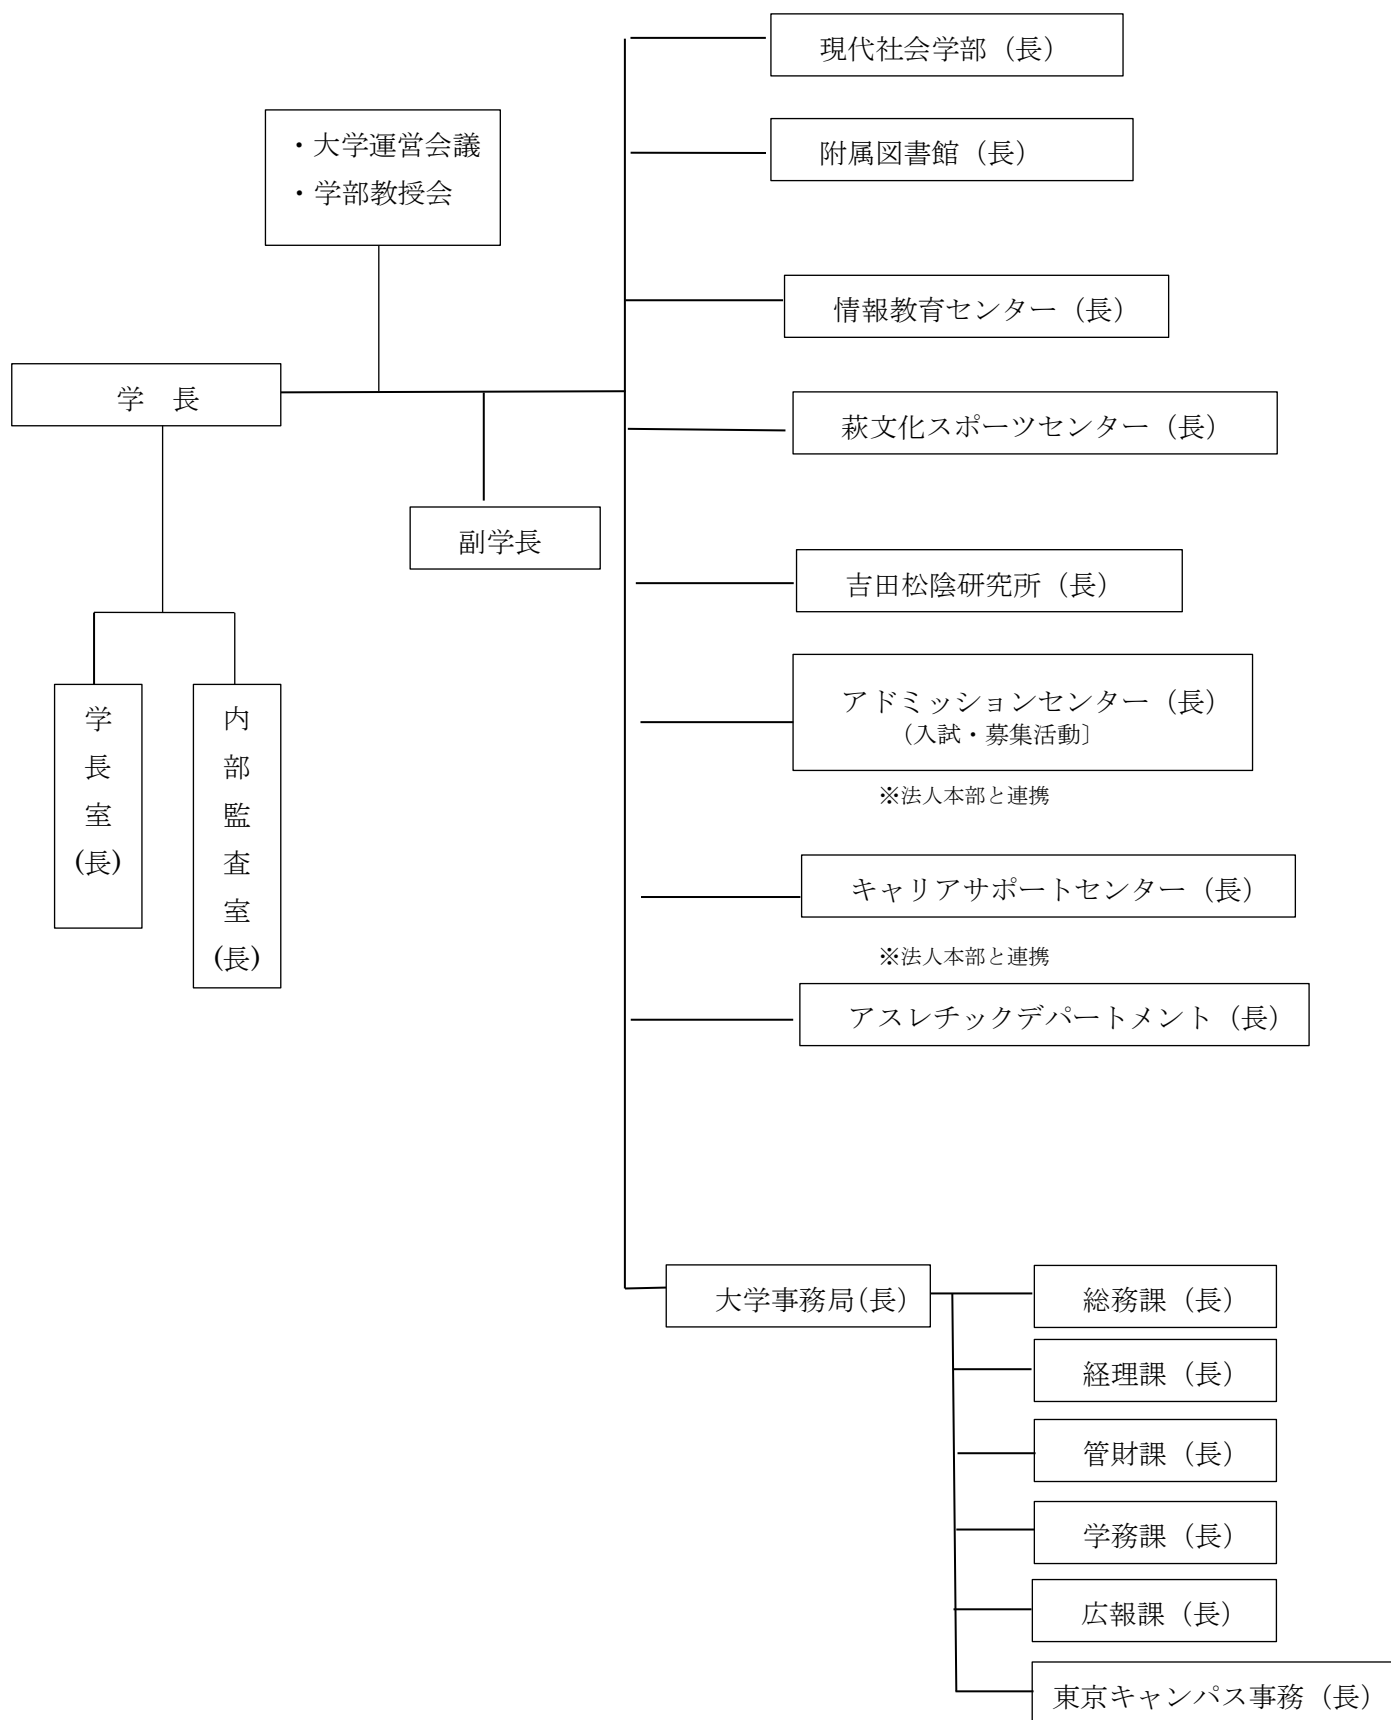 現代社会学部（長）
・大学運営会議
・学部教授会
附属図書館（長）
情報教育センター（長）
学　長
萩文化スポーツセンター（長）
副学長
吉田松陰研究所（長）
アドミッションセンター（長）
（入試・募集活動〕
※法人本部と連携
学長室(長)
内部監査室(長)
キャリアサポートセンター（長）
※法人本部と連携
アスレチックデパートメント（長）
大学事務局(長)
総務課（長）
経理課（長）
管財課（長）
学務課（長）
広報課（長）
東京キャンパス事務（長）